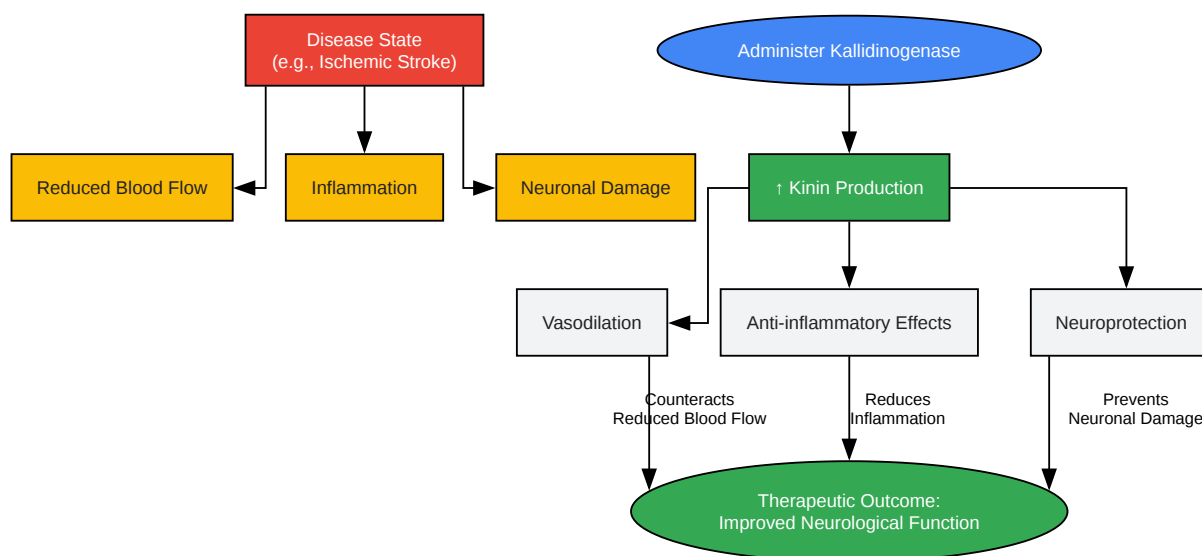 Disease State
(e.g., Ischemic Stroke)
Administer Kallidinogenase
Reduced Blood Flow
Inflammation
Neuronal Damage
↑ Kinin Production
Vasodilation
Anti-inflammatory Effects
Neuroprotection
Counteracts
Reduced Blood Flow
Reduces
Inflammation
Prevents
Neuronal Damage
Therapeutic Outcome:
Improved Neurological Function